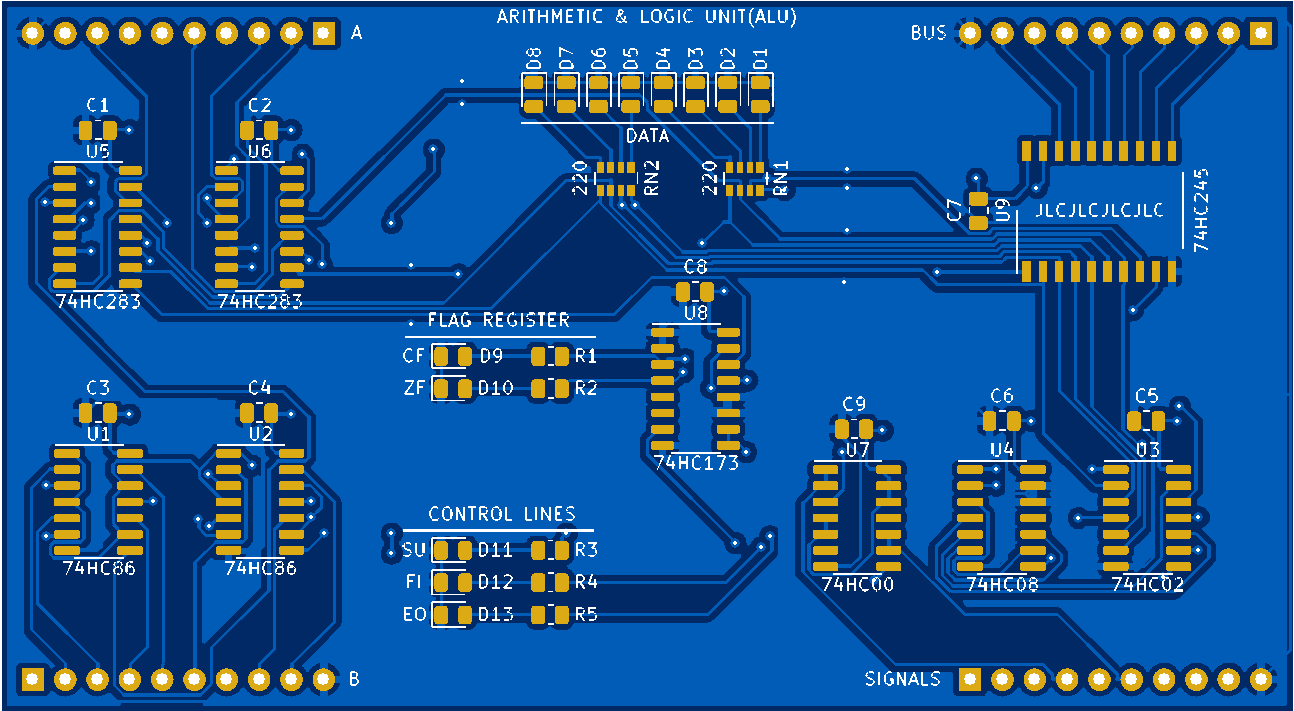 ARITHMETIC & LOGIC UNIT(ALU)
A
BUS
D8 D7 D6 D5 D4 D3 D2 D1
DATA
C1
C2
U5
U6
220
RN2
220
RN1
C7
U9
JLCJLCJLCJLC
74HC245
74HC283
74HC283
C8
U8
FLAG REGISTER
CF D9 R1
ZF D10 R2
C3
C4
U1
U2
C9
C6
C5
U7
U4
U3
74HC173
CONTROL LINES
SU D11 R3
FI D12 R4
EO D13 R5
74HC86
74HC86
74HC00
74HC08
74HC02
B
SIGNALS